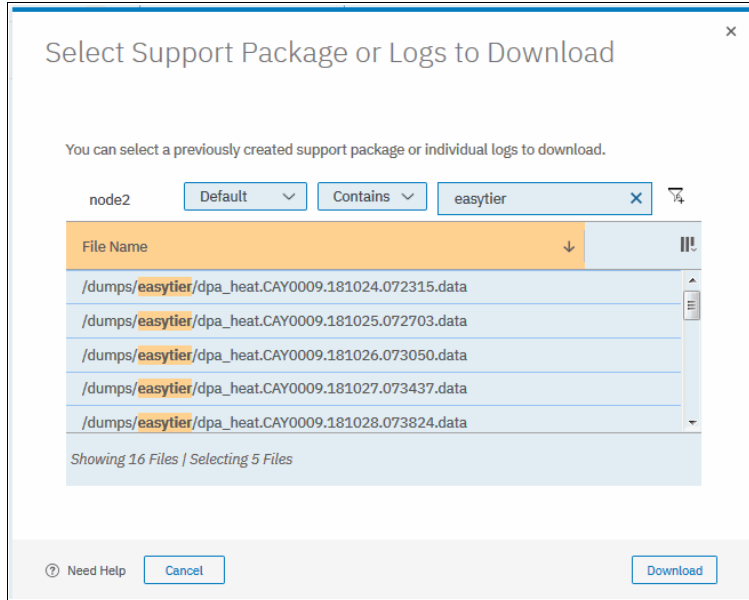 Select Support Package or Logs to Download
You can select a previously created support package or individual logs to download.
node2 Default Contains easytier
File Name
/dumps/easytier/dpa_heat.CAY0009.181024.072315.data
/dumps/easytier/dpa_heat.CAY0009.181025.072703.data
/dumps/easytier/dpa_heat.CAY0009.181026.073050.data
/dumps/easytier/dpa_heat.CAY0009.181027.073437.data
/dumps/easytier/dpa_heat.CAY0009.181028.073824.data
Showing 16 Files | Selecting 5 Files
Need Help Cancel Download